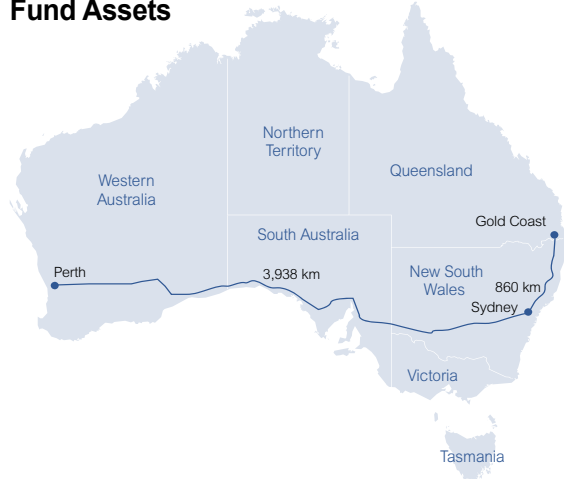 Fund Assets
Northern
Territory
Queensland
Western
Australia
Gold Coast
South Australia
Perth
3,938 km
New South
Wales
860 km
Sydney
Victoria
Tasmania